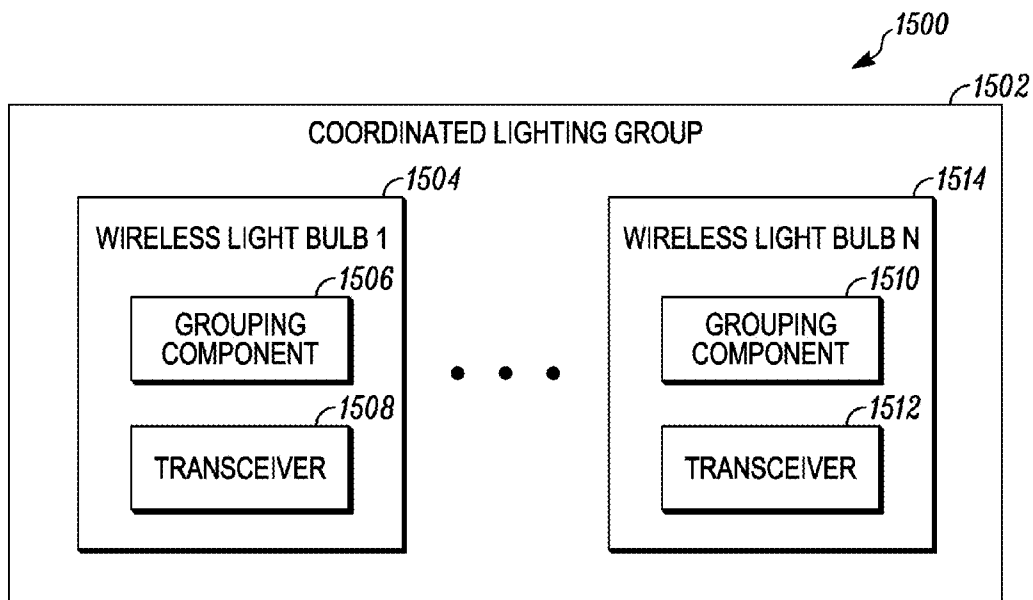 1500
1502
COORDINATED LIGHTING GROUP
1504
WIRELESS LIGHT BULB 1
1506
GROUPING
COMPONENT
1508
TRANSCEIVER
1514
WIRELESS LIGHT BULB N
1510
GROUPING
COMPONENT
1512
TRANSCEIVER